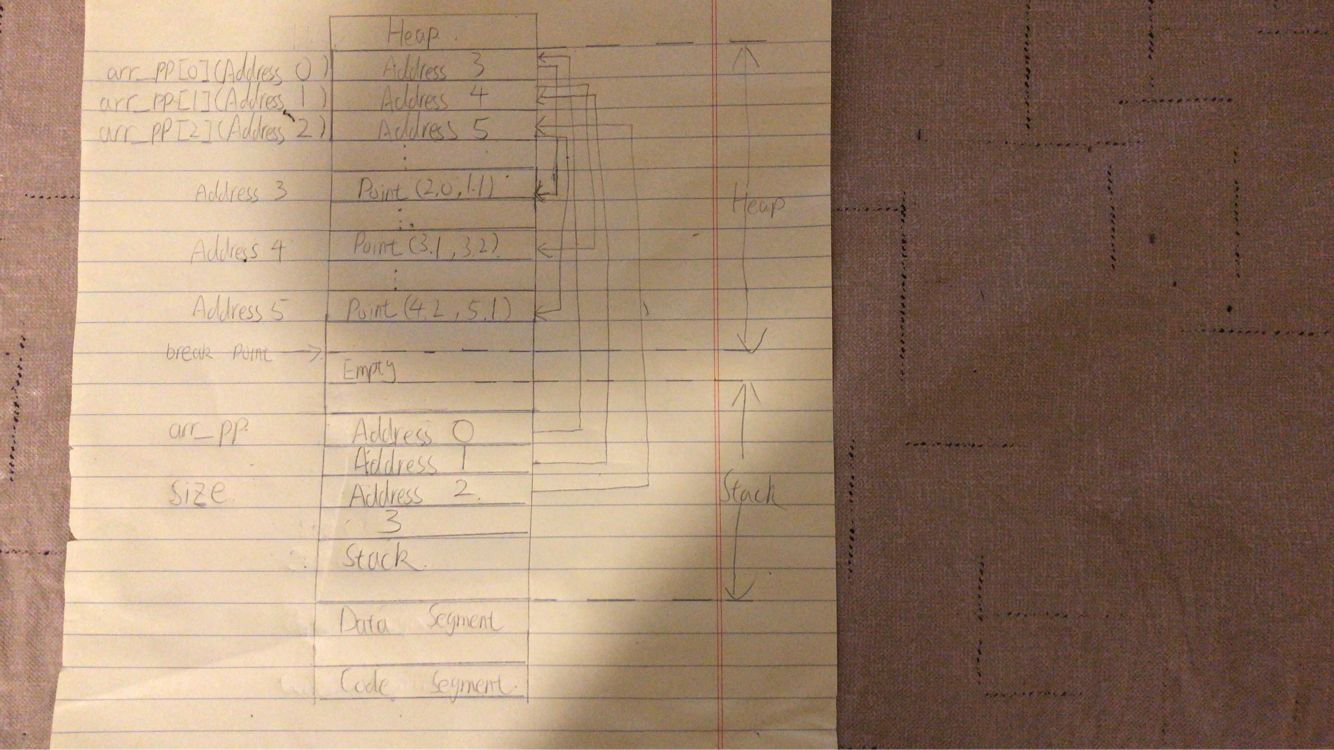 Heap
arr_pp[0](Address 0) Address 3
arr_pp[1](Address 1) Address 4
arr_pp[2](Address 2) Address 5
Address 3 Point (2.0, 1.1)
Heap
Address 4 Point (3.1, 3.2)
Address 5 Point (4.2, 5.1)
break point
Empty
arr_pp Address 0
Address 1
size Address 2.
Stack
3
Stack
Data Segment
Code Segment